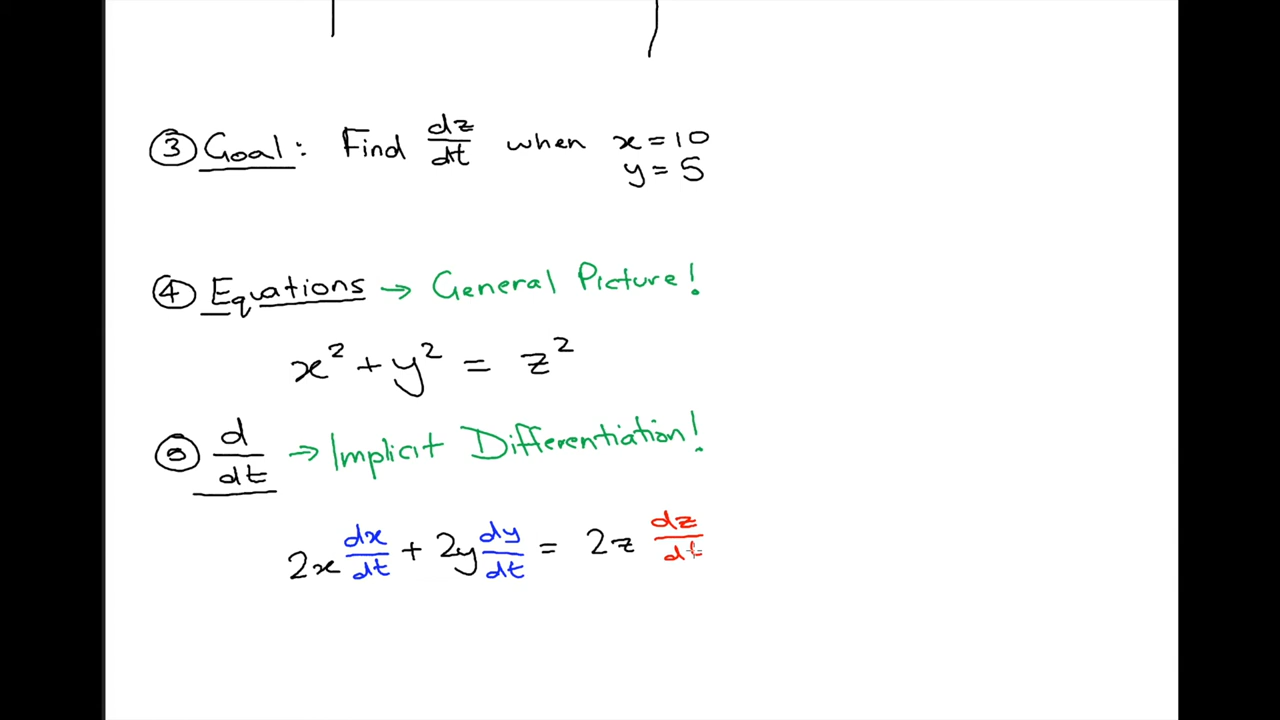 ③ Goal: Find dz/dt when x = 10
y = 5
④ Equations → General Picture!
x² + y² = z²
⑤ d/dt → Implicit Differentiation!
2x dx/dt + 2y dy/dt = 2z dz/dt